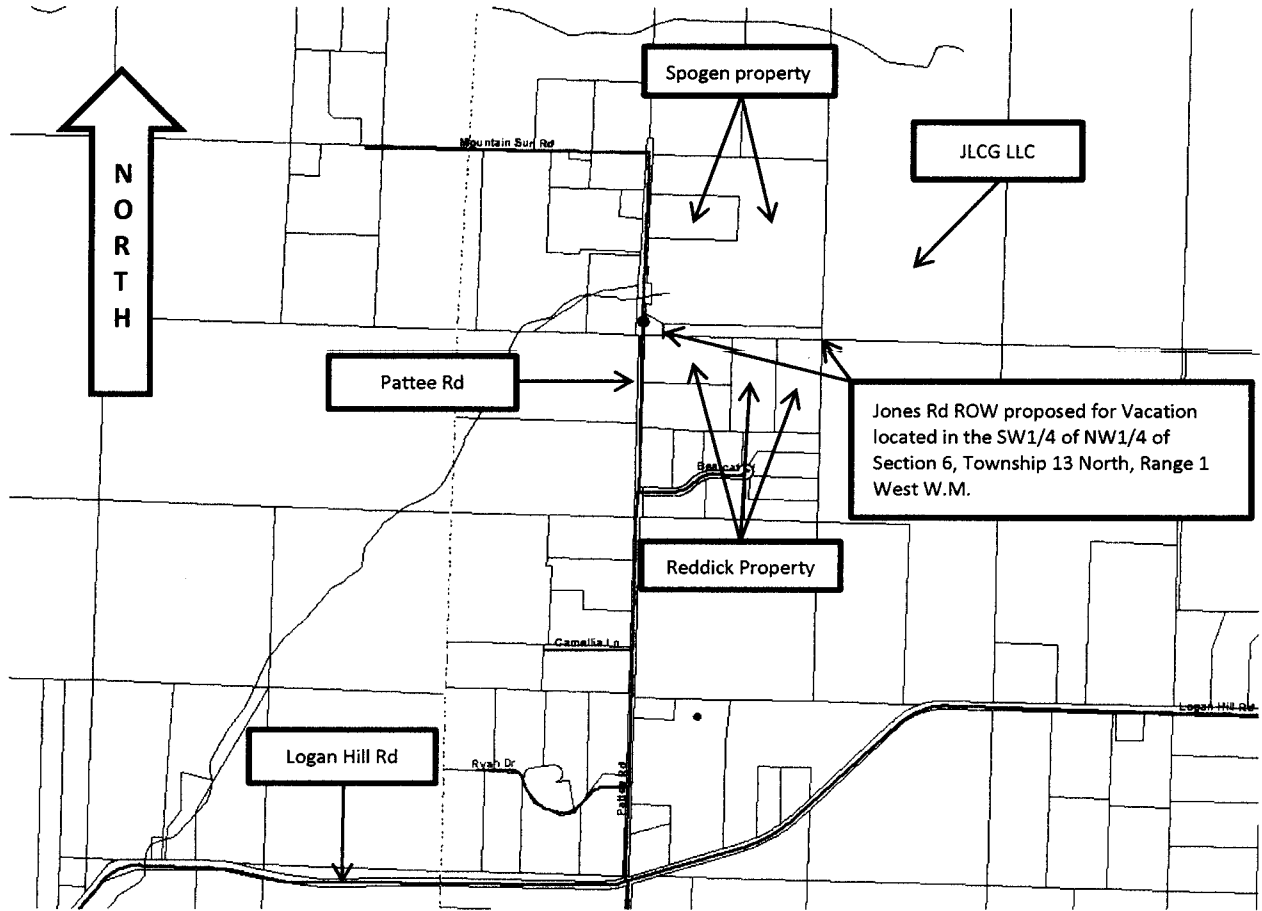 Spogen property
JLCG LLC
Mountain Sun Rd
N
O
R
T
H
Pattee Rd
Jones Rd ROW proposed for Vacation
located in the SW1/4 of NW1/4 of
Section 6, Township 13 North, Range 1
West W.M.
Reddick Property
Camellia Ln
Logan Hill Rd
Logan Hill Rd
Ryan Dr
Pattee Rd